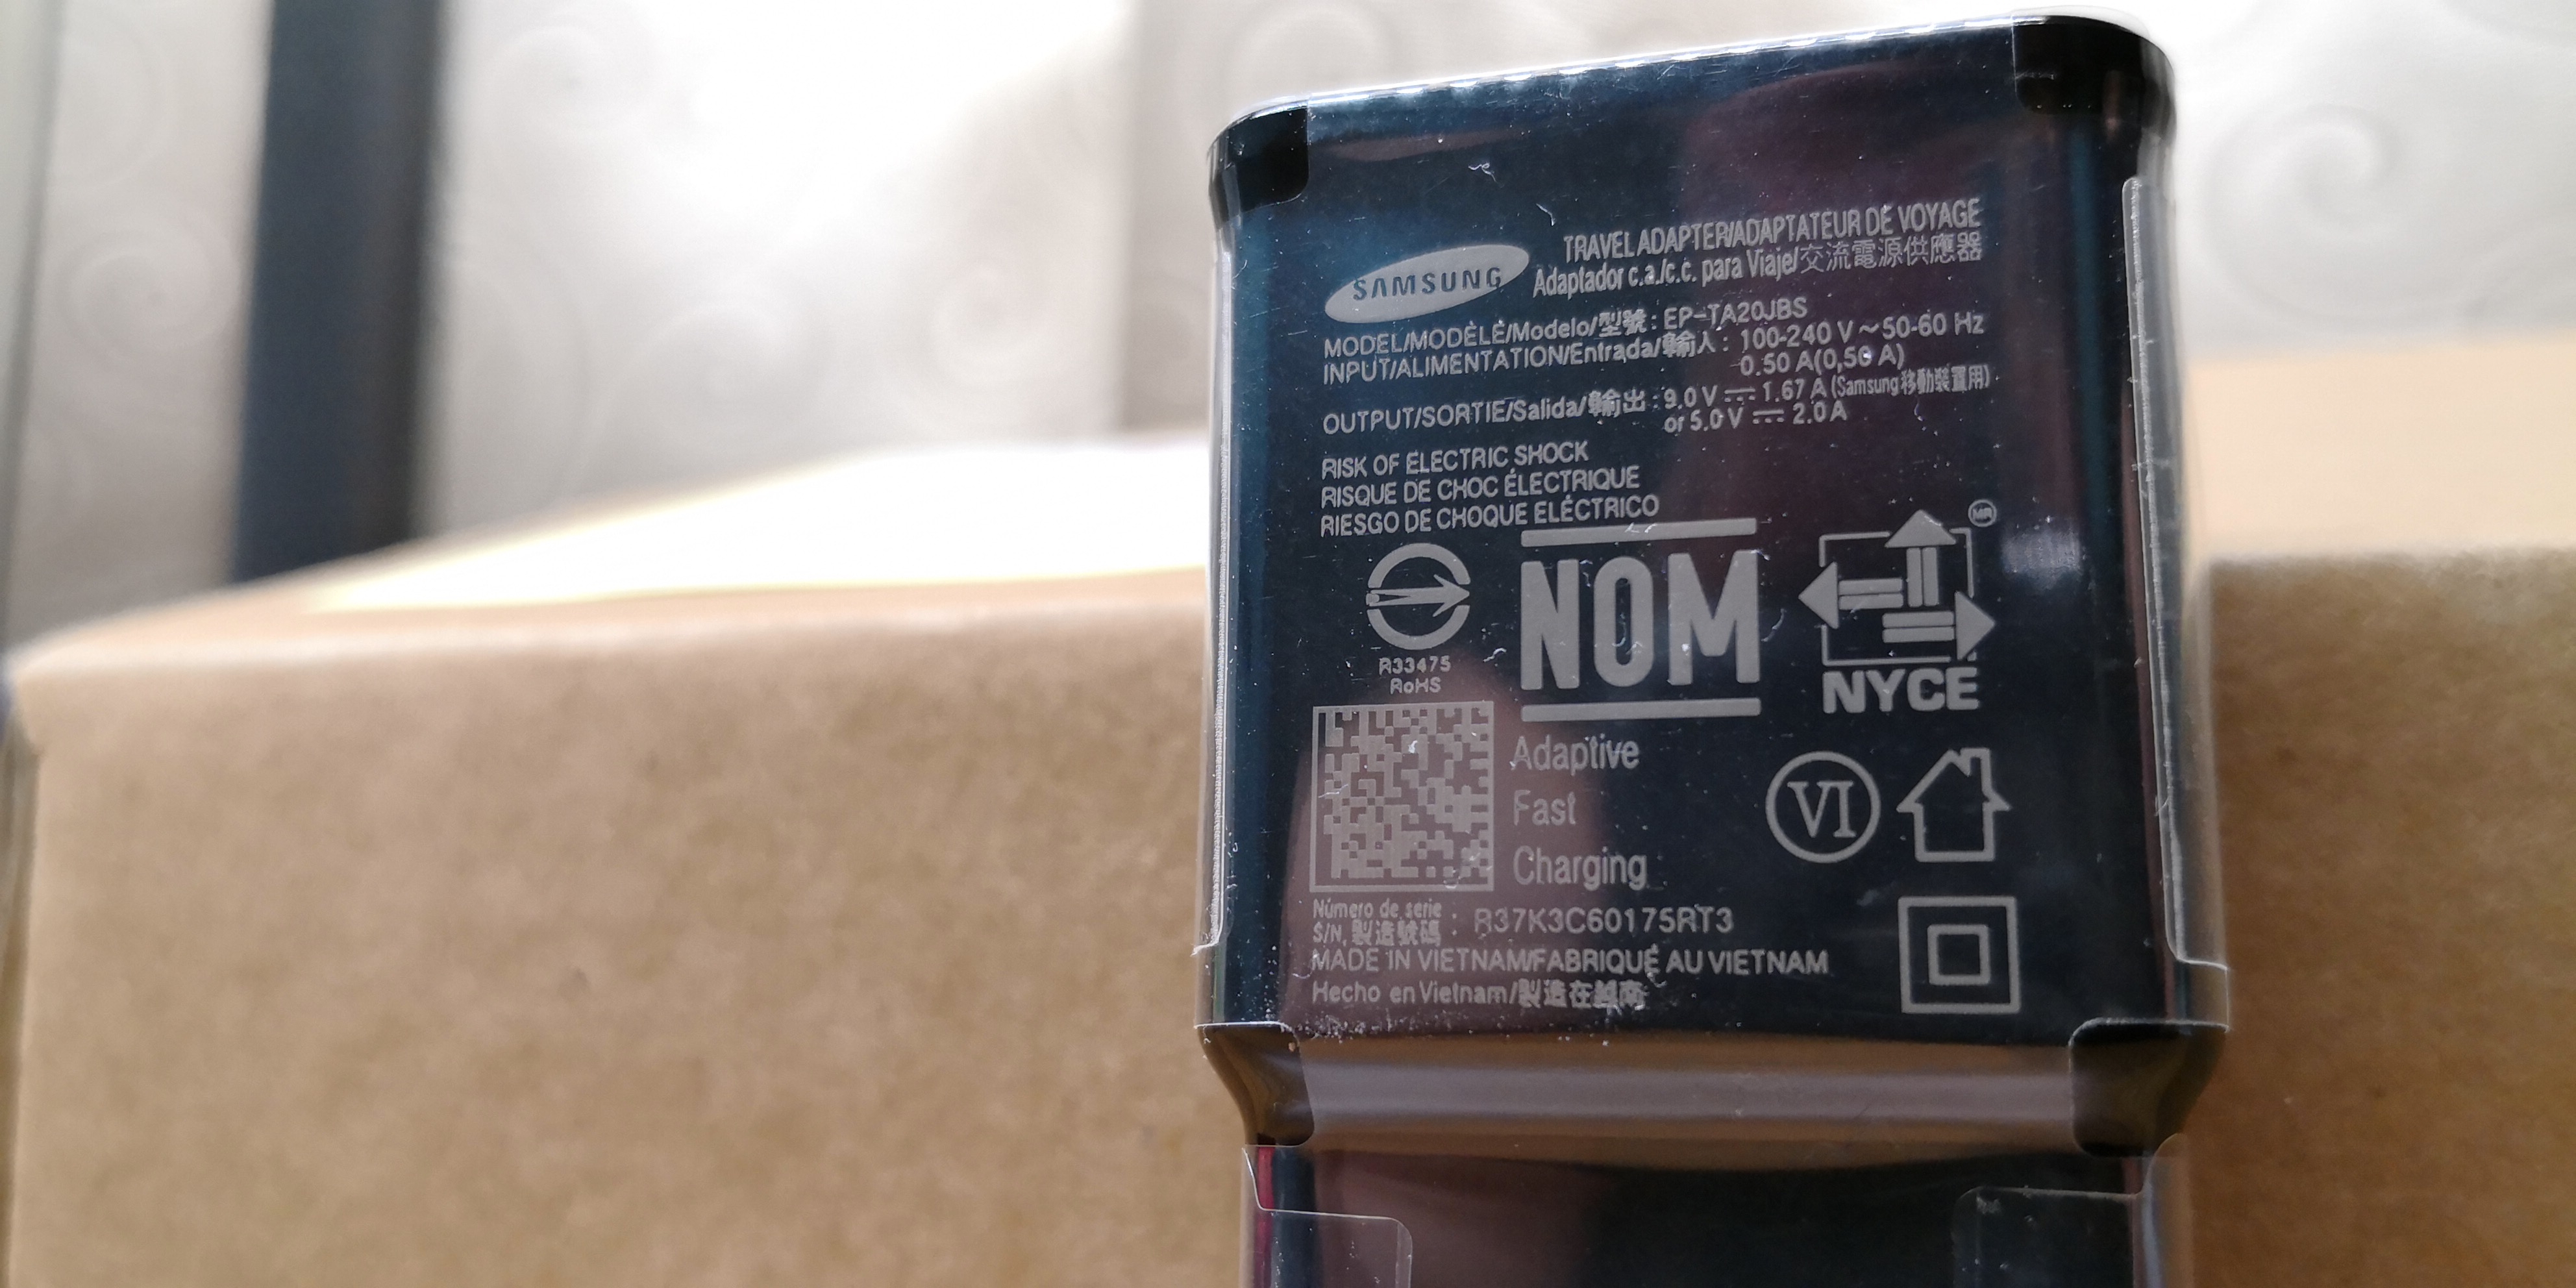 SAMSUNG
TRAVEL ADAPTER/ADAPTATEUR DE VOYAGE
Adaptador c.a./c.c. para Viaje/交流電源供應器
MODEL/MODÈLE/Modelo/型號 : EP-TA20JBS
INPUT/ALIMENTATION/Entrada/輸入 : 100-240 V ~ 50-60 Hz
0.50 A(0,50 A)
OUTPUT/SORTIE/Salida/輸出 : 9.0 V ⎓ 1.67 A (Samsung移動裝置用)
or 5.0 V ⎓ 2.0 A
RISK OF ELECTRIC SHOCK
RISQUE DE CHOC ÉLECTRIQUE
RIESGO DE CHOQUE ELÉCTRICO
R33475
RoHS
NOM
MR
NYCE
Adaptive
Fast
Charging
VI
Número de serie
S/N, 製造號碼 : R37K3C60175RT3
MADE IN VIETNAM/FABRIQUÉ AU VIETNAM
Hecho en Vietnam/製造在越南